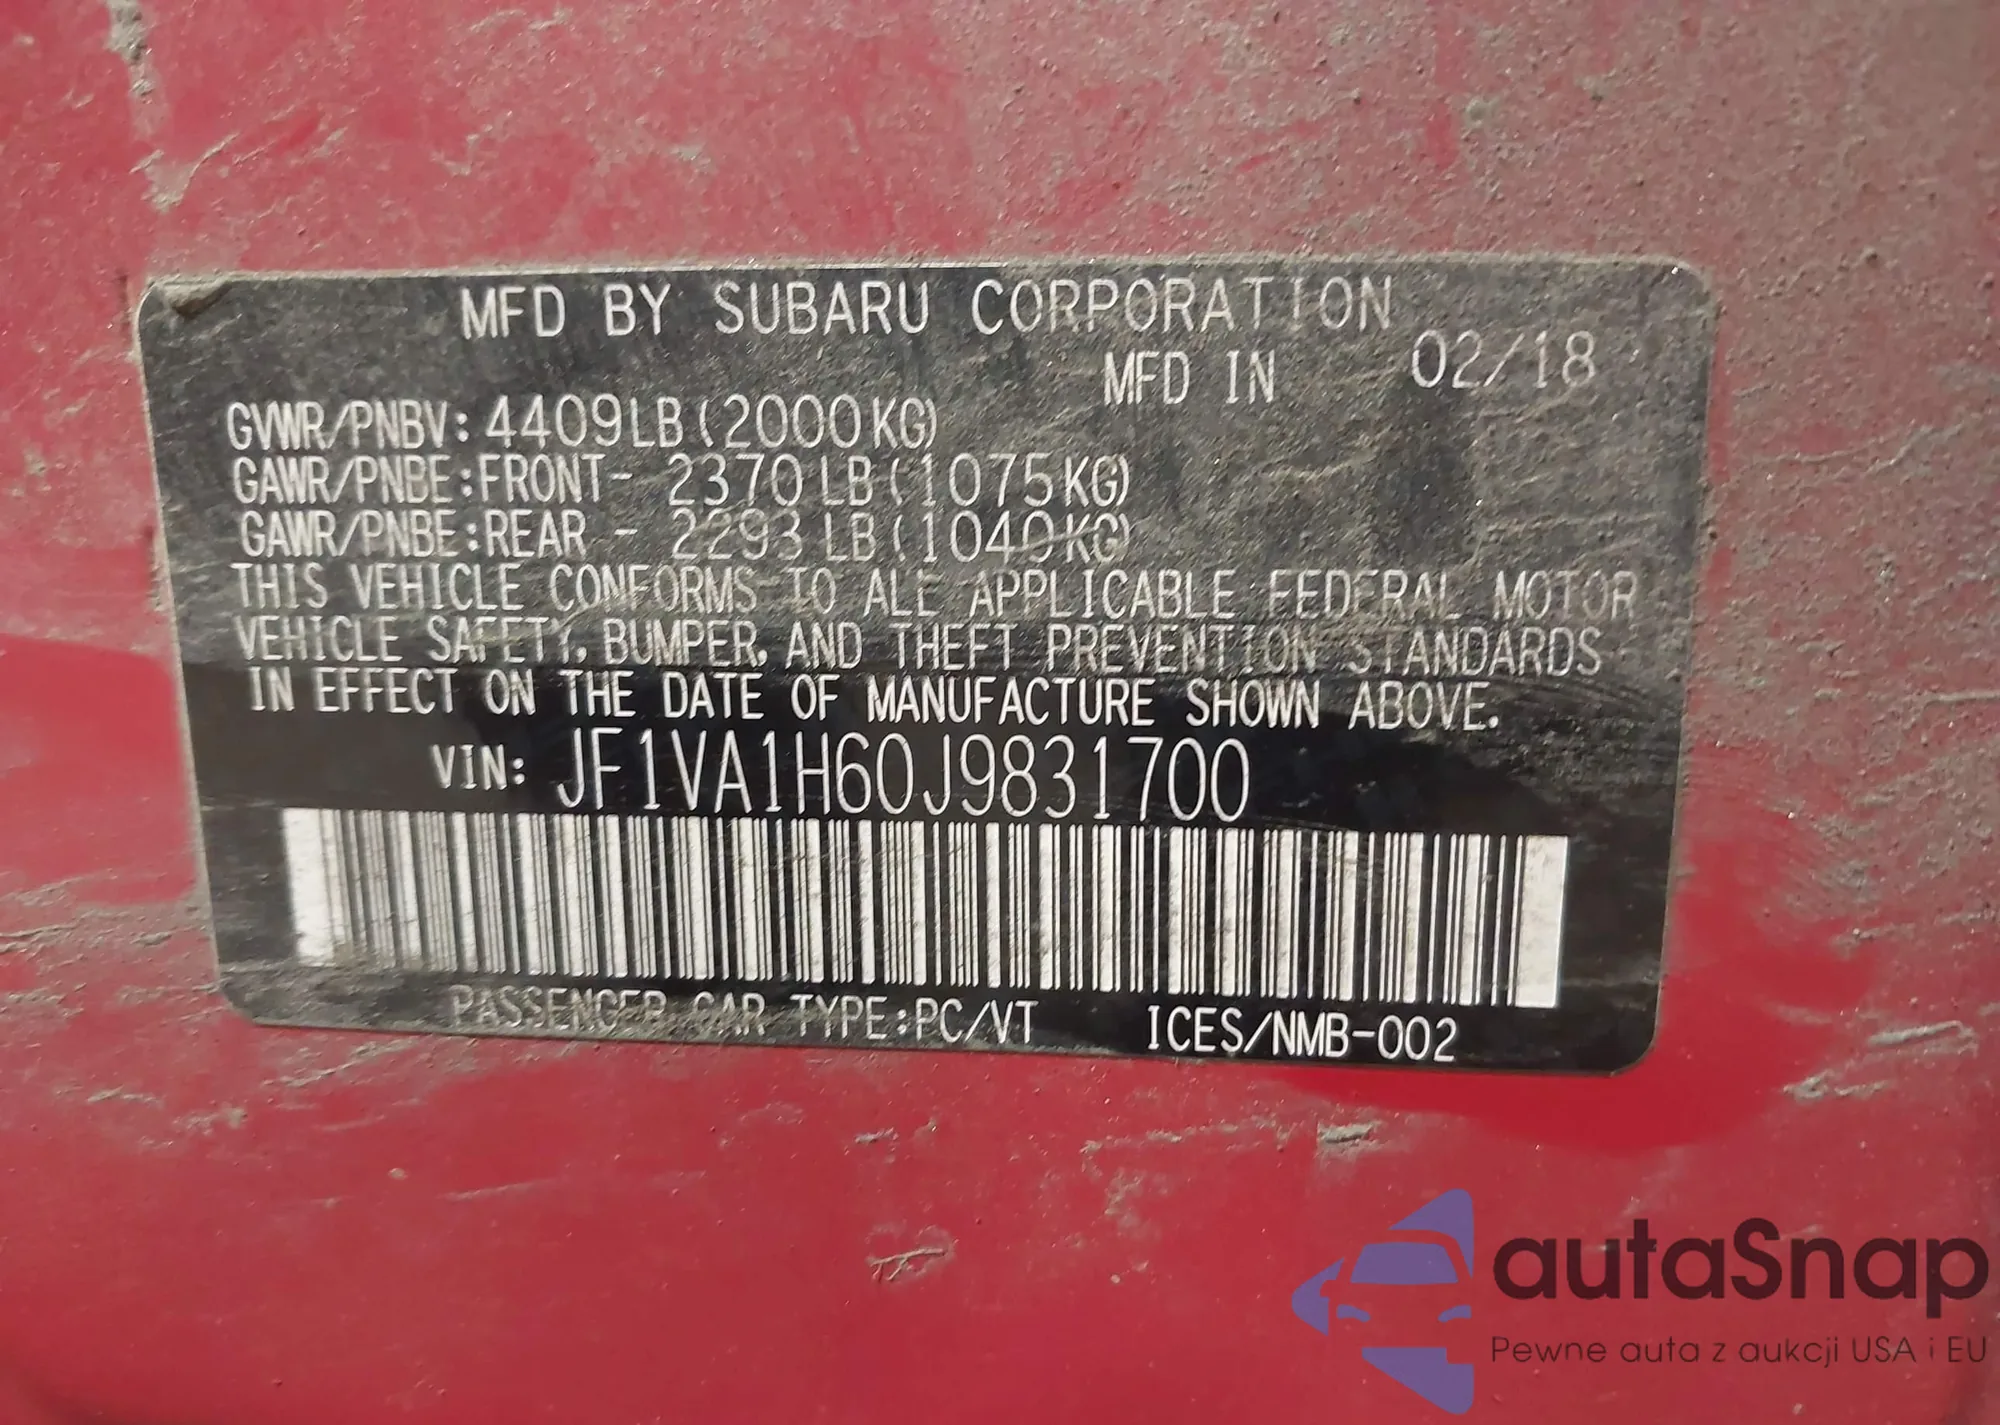 MFD BY SUBARU CORPORATION
MFD IN 02/18
GVWR/PNBV: 4409LB(2000KG)
GAWR/PNBE:FRONT- 2370LB(1075KG)
GAWR/PNBE:REAR - 2293LB(1040KG)
THIS VEHICLE CONFORMS TO ALL APPLICABLE FEDERAL MOTOR
VEHICLE SAFETY, BUMPER, AND THEFT PREVENTION STANDARDS
IN EFFECT ON THE DATE OF MANUFACTURE SHOWN ABOVE.
VIN: JF1VA1H60J9831700
PASSENGER CAR TYPE:PC/VT ICES/NMB-002
autaSnap
Pewne auta z aukcji USA i EU